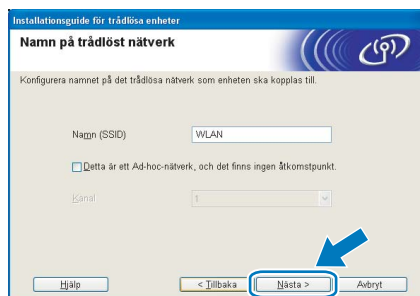 Installationsguide för trådlösa enheter
Namn på trådlöst nätverk
Konfigurera namnet på det trådlösa nätverk som enheten ska kopplas till.
Namn (SSID) WLAN
Detta är ett Ad-hoc-nätverk, och det finns ingen åtkomstpunkt.
Kanal 1
Hjälp < Tillbaka Nästa > Avbryt